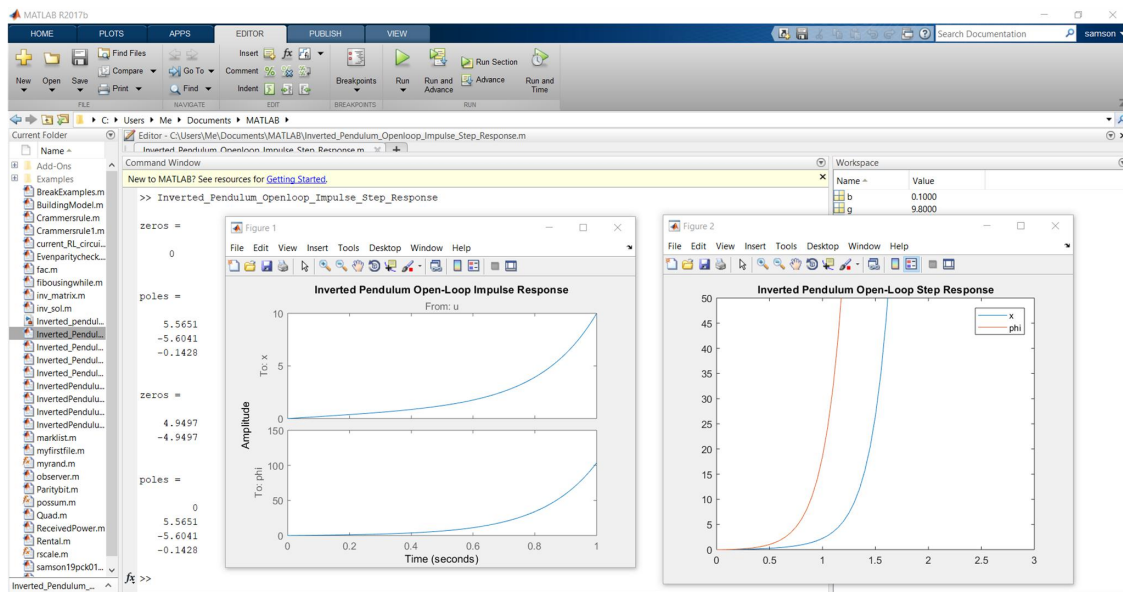 MATLAB R2017b
HOME PLOTS APPS EDITOR PUBLISH VIEW
Search Documentation samson
New Open Save Find Files Compare Print
Go To Find
Insert fx Comment Indent
Breakpoints Run Run and Advance Run Section Advance Run and Time
FILE NAVIGATE EDIT BREAKPOINTS RUN
C: Users Me Documents MATLAB
Current Folder
Name
Add-Ons
Examples
BreakExamples.m
BuildingModel.m
Crammersrule.m
Crammersrule1.m
current_RL_circui...
Evenparitycheck....
fac.m
fibousingwhile.m
inv_matrix.m
inv_sol.m
Inverted_pendul...
Inverted_Pendul...
Inverted_Pendul...
Inverted_Pendul...
Inverted_Pendul...
InvertedPendulu...
InvertedPendulu...
InvertedPendulu...
InvertedPendulu...
marklist.m
myfirstfile.m
myrand.m
observer.m
Paritybit.m
possum.m
Quad.m
ReceivedPower.m
Rental.m
rscale.m
samson19pck01...
Inverted_Pendulum_...
Editor - C:\Users\Me\Documents\MATLAB\Inverted_Pendulum_Openloop_Impulse_Step_Response.m
Inverted_Pendulum_Openloop_Impulse_Step_Response.m
Command Window
New to MATLAB? See resources for Getting Started.
>> Inverted_Pendulum_Openloop_Impulse_Step_Response
zeros =
0
poles =
5.5651
-5.6041
-0.1428
zeros =
4.9497
-4.9497
poles =
0
5.5651
-5.6041
-0.1428
fx >>
Workspace
Name Value
b 0.1000
g 9.8000
Figure 1
File Edit View Insert Tools Desktop Window Help
Inverted Pendulum Open-Loop Impulse Response
From: u
To: x
10
5
0
Amplitude
To: phi
150
100
50
0
0 0.2 0.4 0.6 0.8 1
Time (seconds)
Figure 2
File Edit View Insert Tools Desktop Window Help
Inverted Pendulum Open-Loop Step Response
x
phi
50
45
40
35
30
25
20
15
10
5
0
0 0.5 1 1.5 2 2.5 3